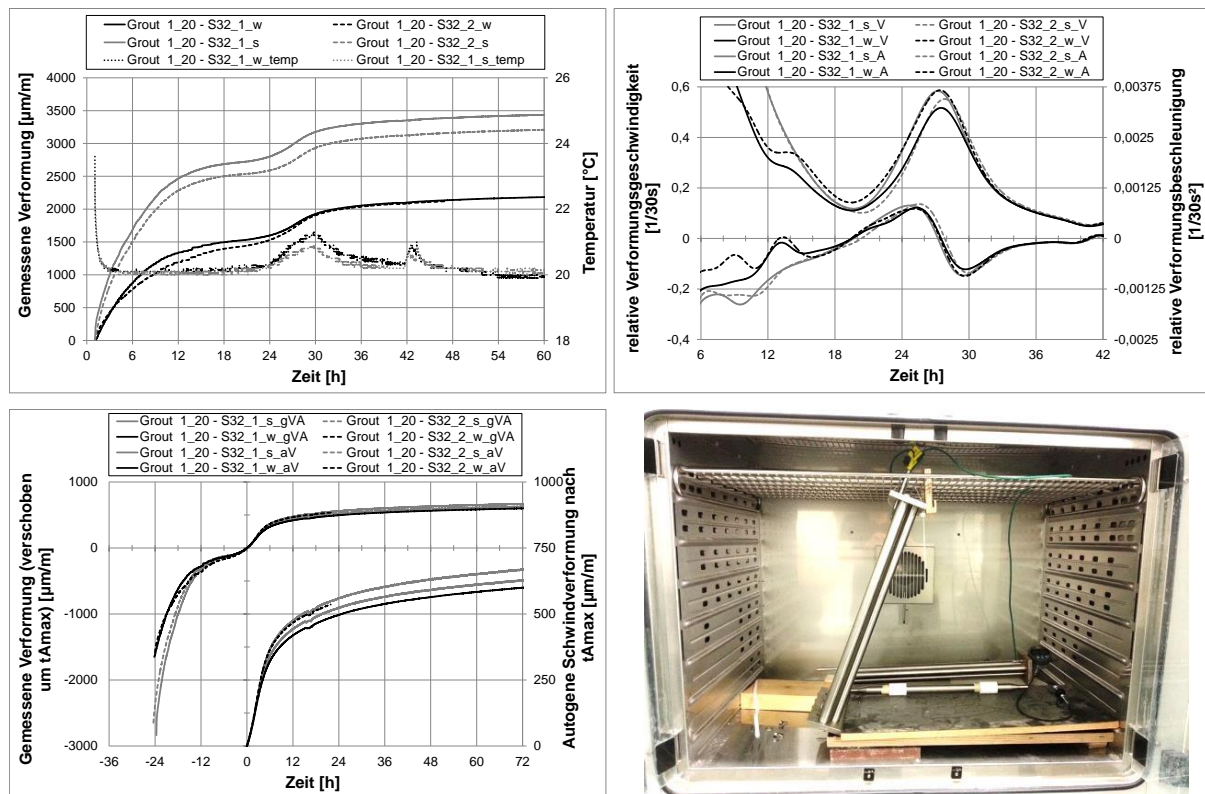 Grout 1_20 - S32_1_w
Grout 1_20 - S32_2_w
Grout 1_20 - S32_1_s
Grout 1_20 - S32_2_s
Grout 1_20 - S32_1_w_temp
Grout 1_20 - S32_1_s_temp
4000
3500
3000
2500
2000
1500
1000
500
0
26
24
22
20
18
0 6 12 18 24 30 36 42 48 54 60
Zeit [h]
Gemessene Verformung [µm/m]
Temperatur [°C]
Grout 1_20 - S32_1_s_V
Grout 1_20 - S32_2_s_V
Grout 1_20 - S32_1_w_V
Grout 1_20 - S32_2_w_V
Grout 1_20 - S32_1_s_A
Grout 1_20 - S32_2_s_A
Grout 1_20 - S32_1_w_A
Grout 1_20 - S32_2_w_A
0,6
0,4
0,2
0
-0,2
-0,4
0,00375
0,0025
0,00125
0
-0,00125
-0,0025
6 12 18 24 30 36 42
Zeit [h]
relative Verformungsgeschwindigkeit
[1/30s]
relative Verformungsbeschleunigung
[1/30s²]
Grout 1_20 - S32_1_s_gVA
Grout 1_20 - S32_2_s_gVA
Grout 1_20 - S32_1_w_gVA
Grout 1_20 - S32_2_w_gVA
Grout 1_20 - S32_1_s_aV
Grout 1_20 - S32_2_s_aV
Grout 1_20 - S32_1_w_aV
Grout 1_20 - S32_2_w_aV
1000
0
-1000
-2000
-3000
1000
750
500
250
0
-36 -24 -12 0 12 24 36 48 60 72
Zeit [h]
Gemessene Verformung (verschoben
um tAmax) [µm/m]
Autogene Schwindverformung nach
tAmax [µm/m]